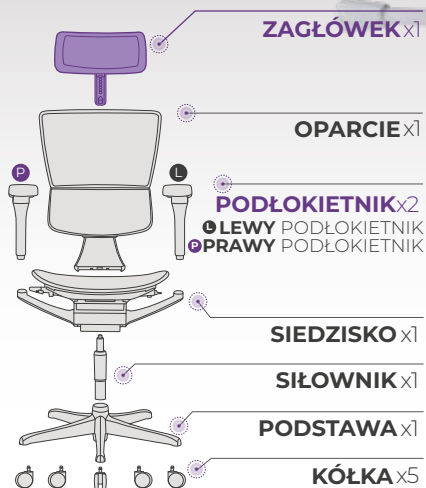 ZAGŁÓWEK x1
OPARCIE x1
P
L
PODŁOKIETNIK x2
L LEWY PODŁOKIETNIK
P PRAWY PODŁOKIETNIK
SIEDZISKO x1
SIŁOWNIK x1
PODSTAWA x1
KÓŁKA x5